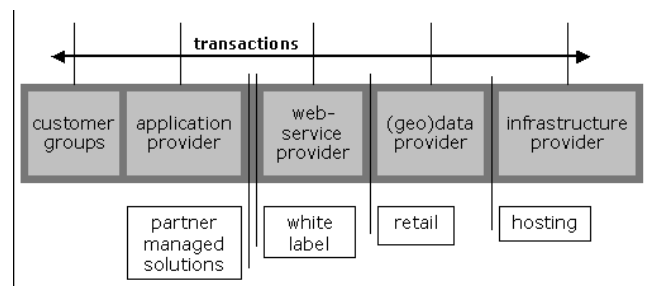 transactions
customer
groups
application
provider
web-
service
provider
(geo)data
provider
infrastructure
provider
partner
managed
solutions
white
label
retail
hosting